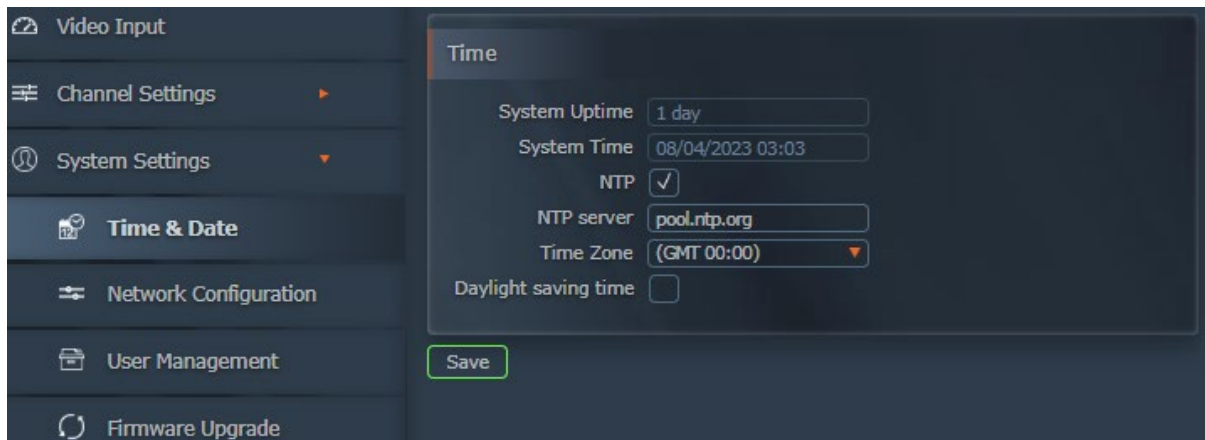 Video Input
Channel Settings
System Settings
Time & Date
Network Configuration
User Management
Firmware Upgrade
Time
System Uptime 1 day
System Time 08/04/2023 03:03
NTP
NTP server pool.ntp.org
Time Zone (GMT 00:00)
Daylight saving time
Save